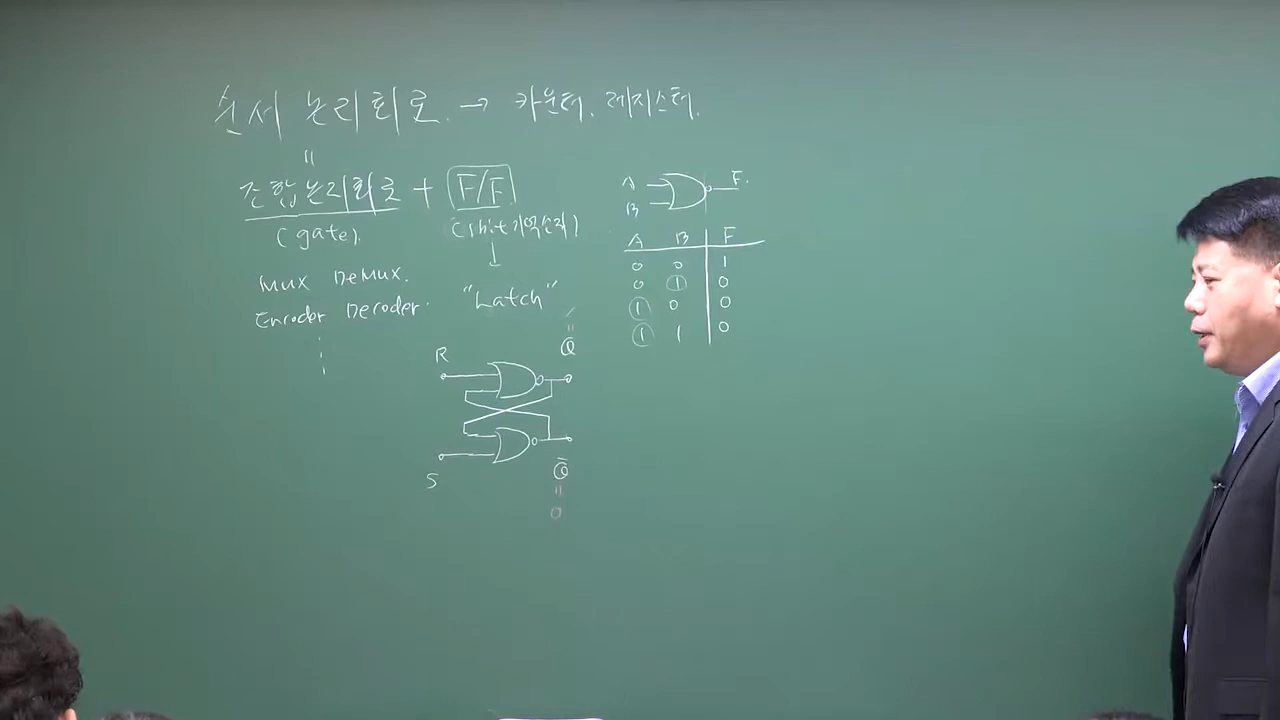 순서 논리회로. → 카운터, 레지스터.
=
조합논리회로 + F/F
(gate).
(1bit 기억소자)
↓
Mux DeMux.
Encoder Decoder.
"Latch"
A
B
F.
A B F
0 0 1
0 1 0
1 0 0
1 1 0
R
Q
=
S
Q̅
=
0